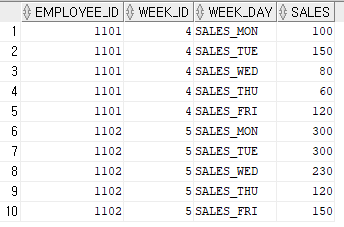 EMPLOYEE_ID WEEK_ID WEEK_DAY SALES
1 1101 4 SALES_MON 100
2 1101 4 SALES_TUE 150
3 1101 4 SALES_WED 80
4 1101 4 SALES_THU 60
5 1101 4 SALES_FRI 120
6 1102 5 SALES_MON 300
7 1102 5 SALES_TUE 300
8 1102 5 SALES_WED 230
9 1102 5 SALES_THU 120
10 1102 5 SALES_FRI 150